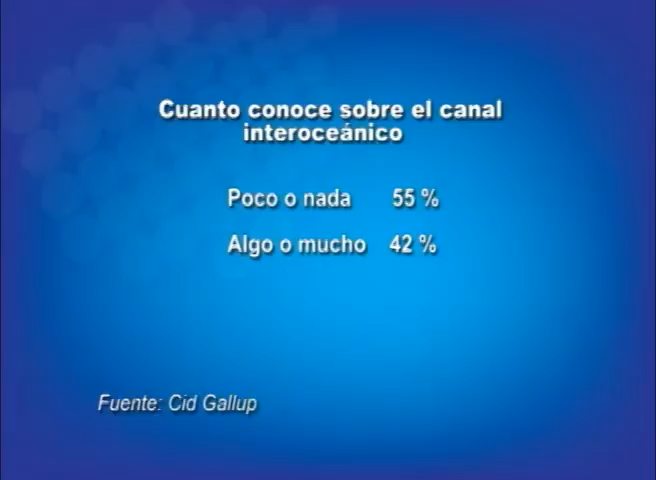 Cuanto conoce sobre el canal
interoceánico
Poco o nada 55 %
Algo o mucho 42 %
Fuente: Cid Gallup